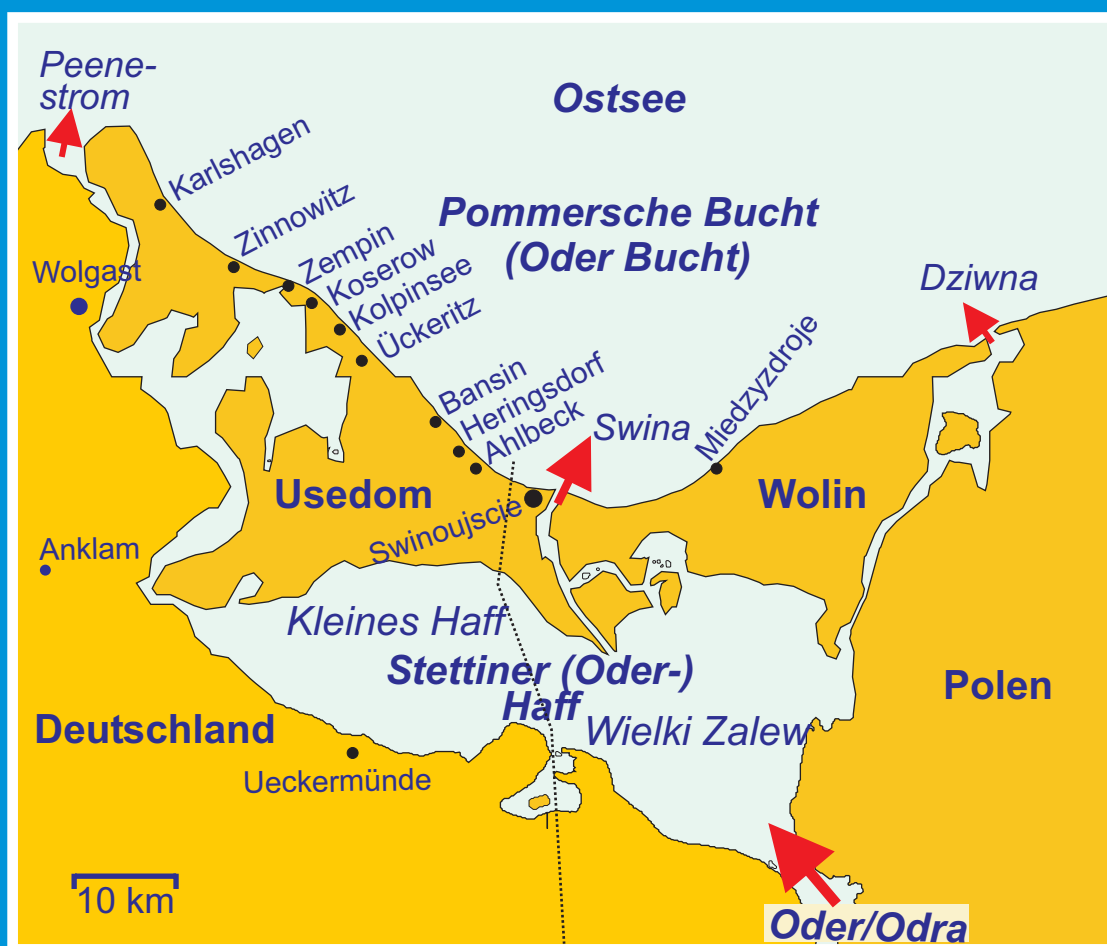 Peene-
strom
Ostsee
Karlshagen
Zinnowitz
Pommersche Bucht
(Oder Bucht)
Zempin
Koserow
Kolpinsee
Ückeritz
Wolgast
Dziwna
Bansin
Heringsdorf
Ahlbeck
Swina
Miedzyzdroje
Usedom
Wolin
Swinoujscie
Anklam
Kleines Haff
Stettiner (Oder-)
Haff
Polen
Deutschland
Wielki Zalew
Ueckermünde
10 km
Oder/Odra